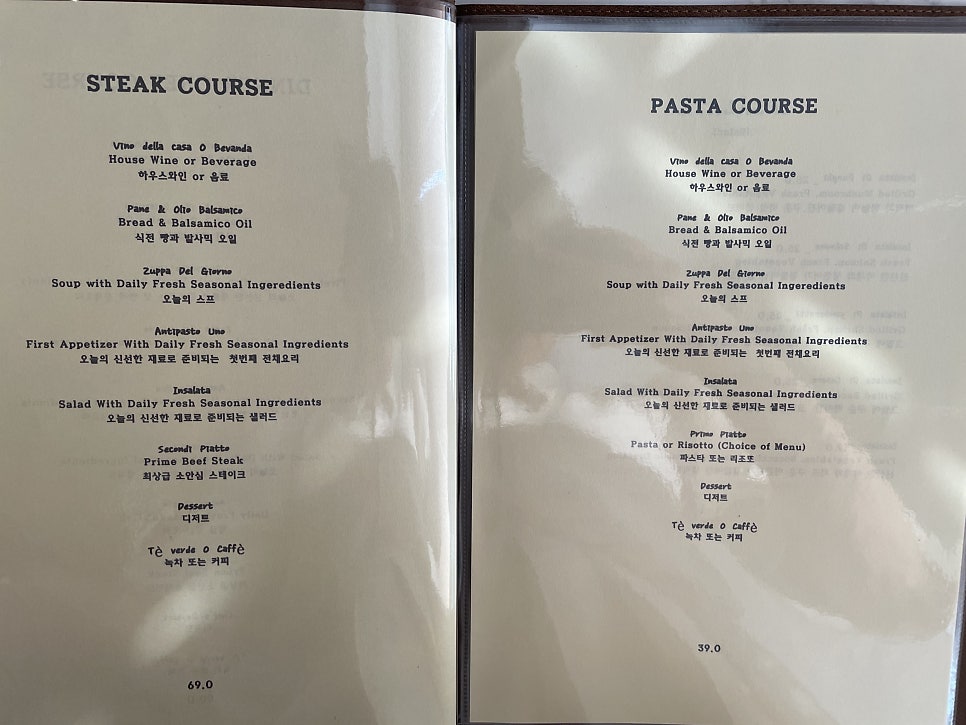 STEAK COURSE
Vino della casa O Bevanda
House Wine or Beverage
하우스와인 or 음료
Pane & Olio Balsamico
Bread & Balsamico Oil
식전 빵과 발사믹 오일
Zuppa Del Giorno
Soup with Daily Fresh Seasonal Ingeredients
오늘의 스프
Antipasto Uno
First Appetizer With Daily Fresh Seasonal Ingredients
오늘의 신선한 재료로 준비되는 첫번째 전채요리
Insalata
Salad With Daily Fresh Seasonal Ingredients
오늘의 신선한 재료로 준비되는 샐러드
Secondi Piatto
Prime Beef Steak
최상급 소안심 스테이크
Dessert
디저트
Tè verde O Caffè
녹차 또는 커피
69.0
PASTA COURSE
Vino della casa O Bevanda
House Wine or Beverage
하우스와인 or 음료
Pane & Olio Balsamico
Bread & Balsamico Oil
식전 빵과 발사믹 오일
Zuppa Del Giorno
Soup with Daily Fresh Seasonal Ingeredients
오늘의 스프
Antipasto Uno
First Appetizer With Daily Fresh Seasonal Ingredients
오늘의 신선한 재료로 준비되는 첫번째 전채요리
Insalata
Salad With Daily Fresh Seasonal Ingredients
오늘의 신선한 재료로 준비되는 샐러드
Primo Piatto
Pasta or Risotto (Choice of Menu)
파스타 또는 리조또
Dessert
디저트
Tè verde O Caffè
녹차 또는 커피
39.0